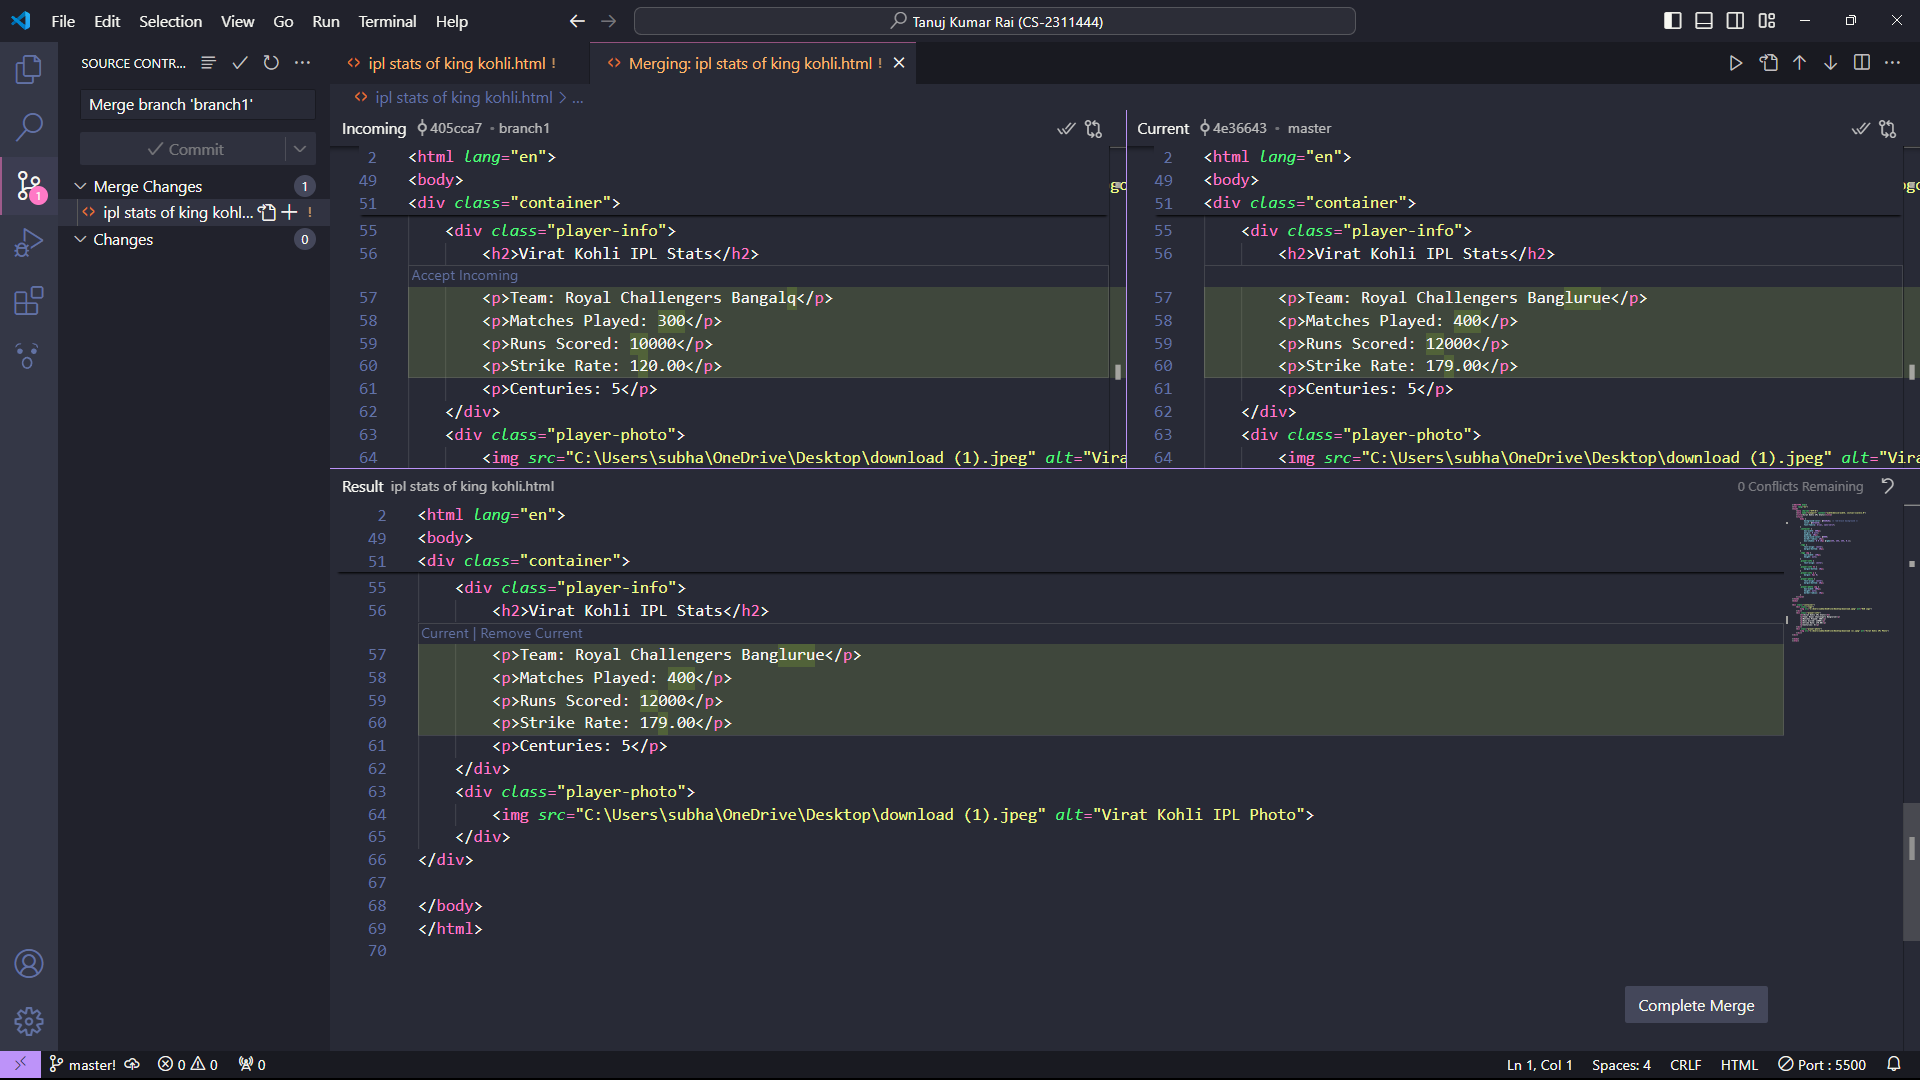 File Edit Selection View Go Run Terminal Help
Tanuj Kumar Rai (CS-2311444)
SOURCE CONTR...
ipl stats of king kohli.html !
Merging: ipl stats of king kohli.html !
Merge branch 'branch1'
Commit
Merge Changes 1
ipl stats of king kohl... !
Changes 0
1
ipl stats of king kohli.html > ...
Incoming 405cca7 • branch1
2 <html lang="en">
49 <body>
51 <div class="container">
55 <div class="player-info">
56 <h2>Virat Kohli IPL Stats</h2>
Accept Incoming
57 <p>Team: Royal Challengers Bangalq</p>
58 <p>Matches Played: 300</p>
59 <p>Runs Scored: 10000</p>
60 <p>Strike Rate: 120.00</p>
61 <p>Centuries: 5</p>
62 </div>
63 <div class="player-photo">
64 <img src="C:\Users\subha\OneDrive\Desktop\download (1).jpeg" alt="Vira
Current 4e36643 • master
2 <html lang="en">
49 <body>
51 <div class="container">
55 <div class="player-info">
56 <h2>Virat Kohli IPL Stats</h2>
57 <p>Team: Royal Challengers Banglurue</p>
58 <p>Matches Played: 400</p>
59 <p>Runs Scored: 12000</p>
60 <p>Strike Rate: 179.00</p>
61 <p>Centuries: 5</p>
62 </div>
63 <div class="player-photo">
64 <img src="C:\Users\subha\OneDrive\Desktop\download (1).jpeg" alt="Vir
Result ipl stats of king kohli.html
0 Conflicts Remaining
2 <html lang="en">
49 <body>
51 <div class="container">
55 <div class="player-info">
56 <h2>Virat Kohli IPL Stats</h2>
Current | Remove Current
57 <p>Team: Royal Challengers Banglurue</p>
58 <p>Matches Played: 400</p>
59 <p>Runs Scored: 12000</p>
60 <p>Strike Rate: 179.00</p>
61 <p>Centuries: 5</p>
62 </div>
63 <div class="player-photo">
64 <img src="C:\Users\subha\OneDrive\Desktop\download (1).jpeg" alt="Virat Kohli IPL Photo">
65 </div>
66 </div>
67
68 </body>
69 </html>
70
Complete Merge
master! 0 0 0
Ln 1, Col 1 Spaces: 4 CRLF HTML Port : 5500